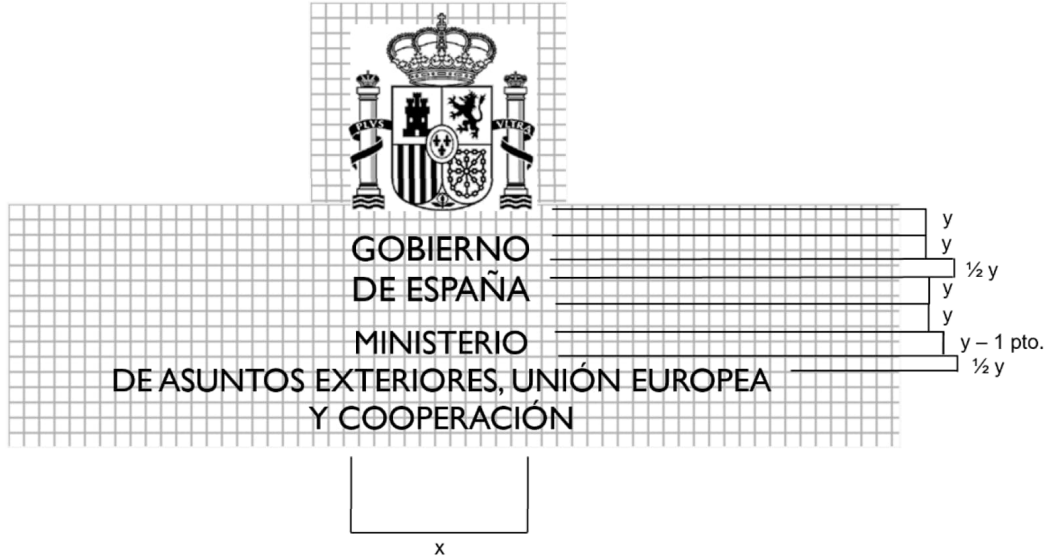 PLVS VLTRA
y
GOBIERNO y
½ y
DE ESPAÑA y
y
MINISTERIO y – 1 pto.
½ y
DE ASUNTOS EXTERIORES, UNIÓN EUROPEA
Y COOPERACIÓN
x